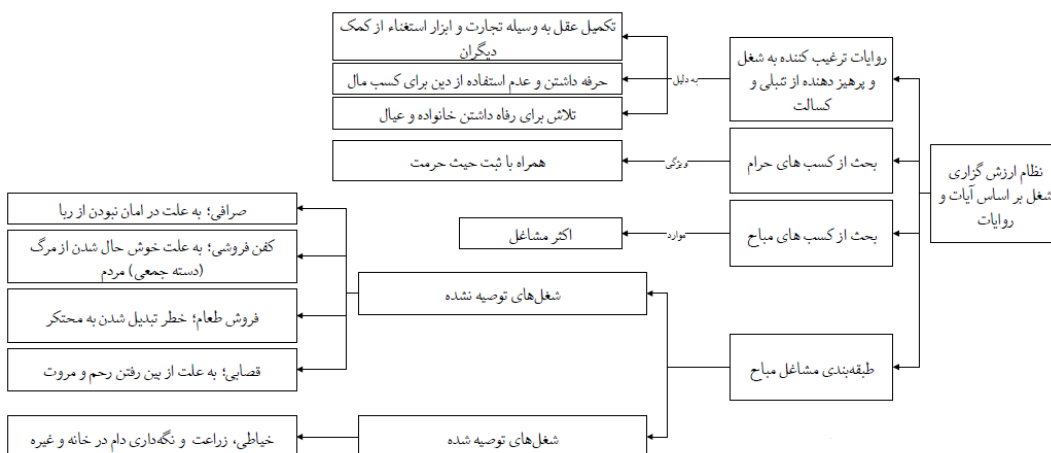 نظام ارزش گزاری
شغل بر اساس آیات و
روایات
روایات ترغیب کننده به شغل
و پرهیز دهنده از تنبلی و
کسالت
به دلیل
تکمیل عقل به وسیله تجارت و ابزار استغناء از کمک
دیگران
حرفه داشتن و عدم استفاده از دین برای کسب مال
تلاش برای رفاه داشتن خانواده و عیال
بحث از کسب های حرام
ویژگی
همراه با ثبت حیث حرمت
بحث از کسب های مباح
موارد
اکثر مشاغل
طبقه‌بندی مشاغل مباح
شغل‌های توصیه نشده
صرافی؛ به علت در امان نبودن از ربا
کفن فروشی؛ به علت خوش حال شدن از مرگ
(دسته جمعی) مردم
فروش طعام؛ خطر تبدیل شدن به محتکر
قصابی؛ به علت از بین رفتن رحم و مروت
شغل‌های توصیه شده
خیاطی، زراعت و نگه‌داری دام در خانه و غیره